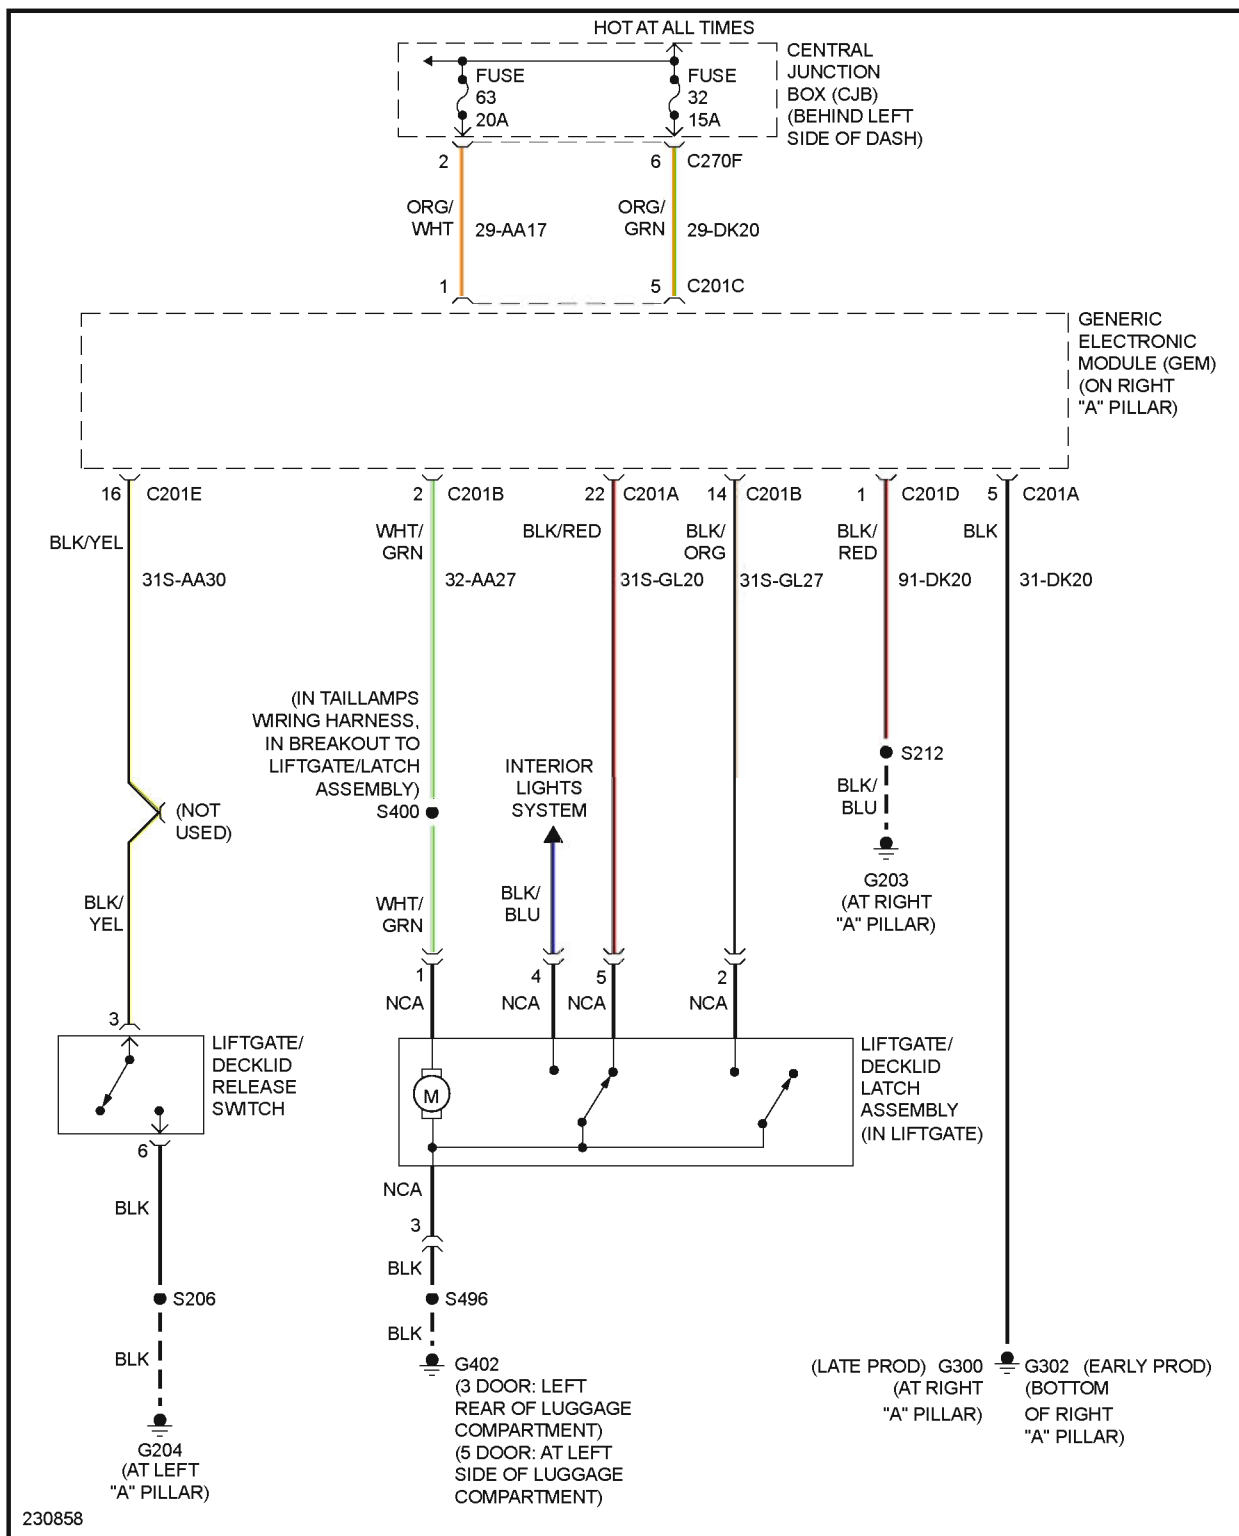 HOT AT ALL TIMES
CENTRAL
JUNCTION
BOX (CJB)
(BEHIND LEFT
SIDE OF DASH)
FUSE
63
20A
FUSE
32
15A
2
6
C270F
ORG/
WHT
29-AA17
ORG/
GRN
29-DK20
1
5
C201C
GENERIC
ELECTRONIC
MODULE (GEM)
(ON RIGHT
"A" PILLAR)
16
C201E
2
C201B
22
C201A
14
C201B
1
C201D
5
C201A
BLK/YEL
31S-AA30
WHT/
GRN
32-AA27
BLK/RED
31S-GL20
BLK/
ORG
31S-GL27
BLK/
RED
91-DK20
BLK
31-DK20
(IN TAILLAMPS
WIRING HARNESS,
IN BREAKOUT TO
LIFTGATE/LATCH
ASSEMBLY)
S400
INTERIOR
LIGHTS
SYSTEM
S212
BLK/
BLU
G203
(AT RIGHT
"A" PILLAR)
(NOT
USED)
BLK/
YEL
WHT/
GRN
BLK/
BLU
1
4
5
2
NCA
NCA
NCA
NCA
3
LIFTGATE/
DECKLID
RELEASE
SWITCH
M
LIFTGATE/
DECKLID
LATCH
ASSEMBLY
(IN LIFTGATE)
6
BLK
S206
BLK
G204
(AT LEFT
"A" PILLAR)
NCA
3
BLK
S496
BLK
G402
(3 DOOR: LEFT
REAR OF LUGGAGE
COMPARTMENT)
(5 DOOR: AT LEFT
SIDE OF LUGGAGE
COMPARTMENT)
(LATE PROD) G300
(AT RIGHT
"A" PILLAR)
G302 (EARLY PROD)
(BOTTOM
OF RIGHT
"A" PILLAR)
230858